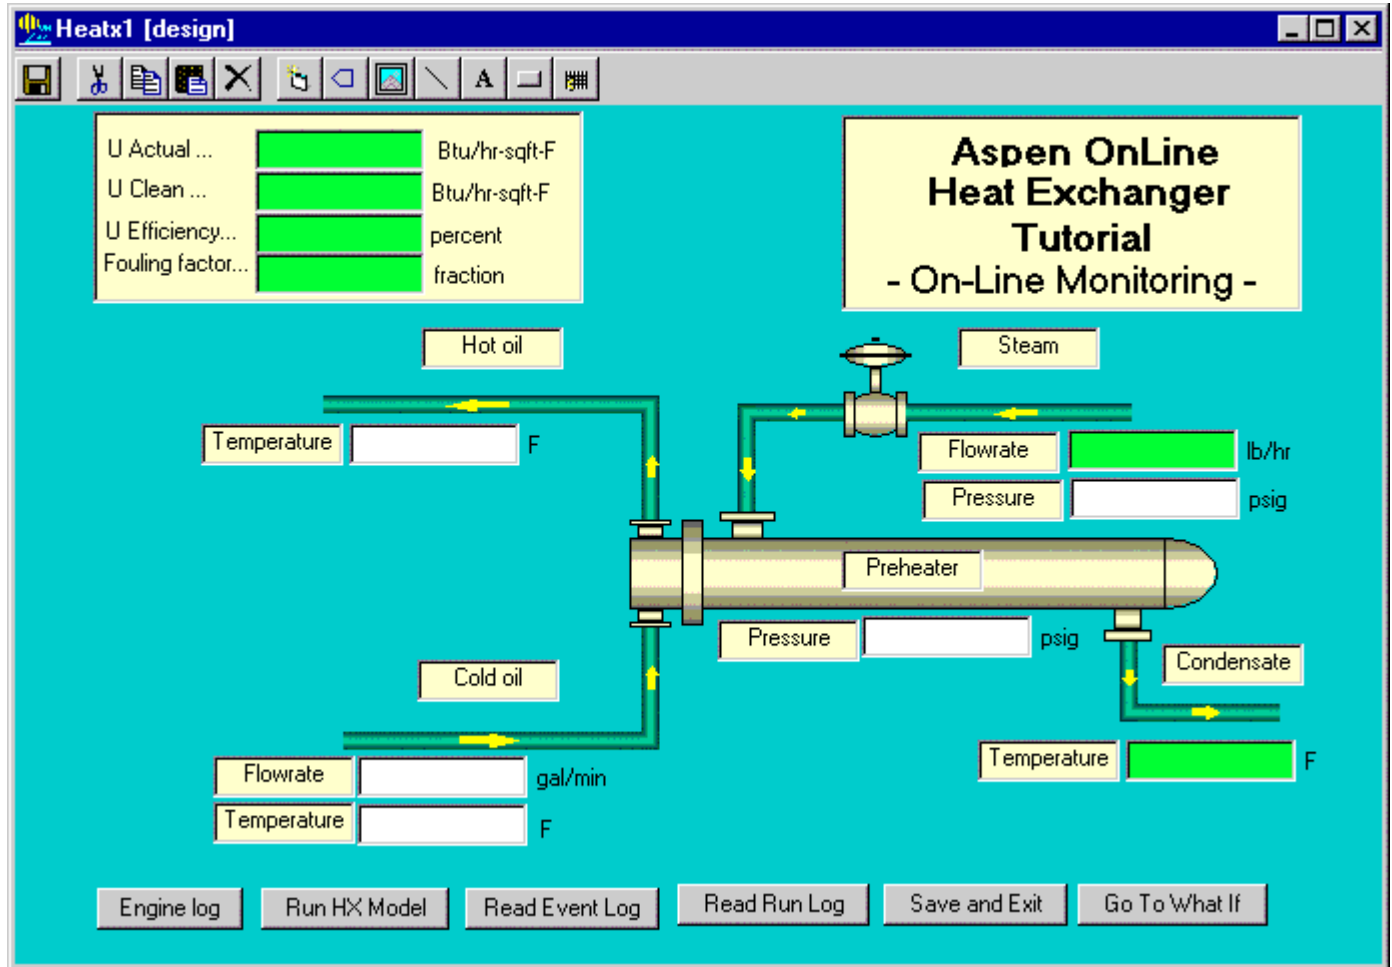 Heatx1 [design]
A
U Actual ... Btu/hr-sqft-F
U Clean ... Btu/hr-sqft-F
U Efficiency... percent
Fouling factor... fraction
Aspen OnLine
Heat Exchanger
Tutorial
- On-Line Monitoring -
Hot oil
Steam
Temperature F
Flowrate lb/hr
Pressure psig
Preheater
Pressure psig
Condensate
Cold oil
Temperature F
Flowrate gal/min
Temperature F
Engine log
Run HX Model
Read Event Log
Read Run Log
Save and Exit
Go To What If